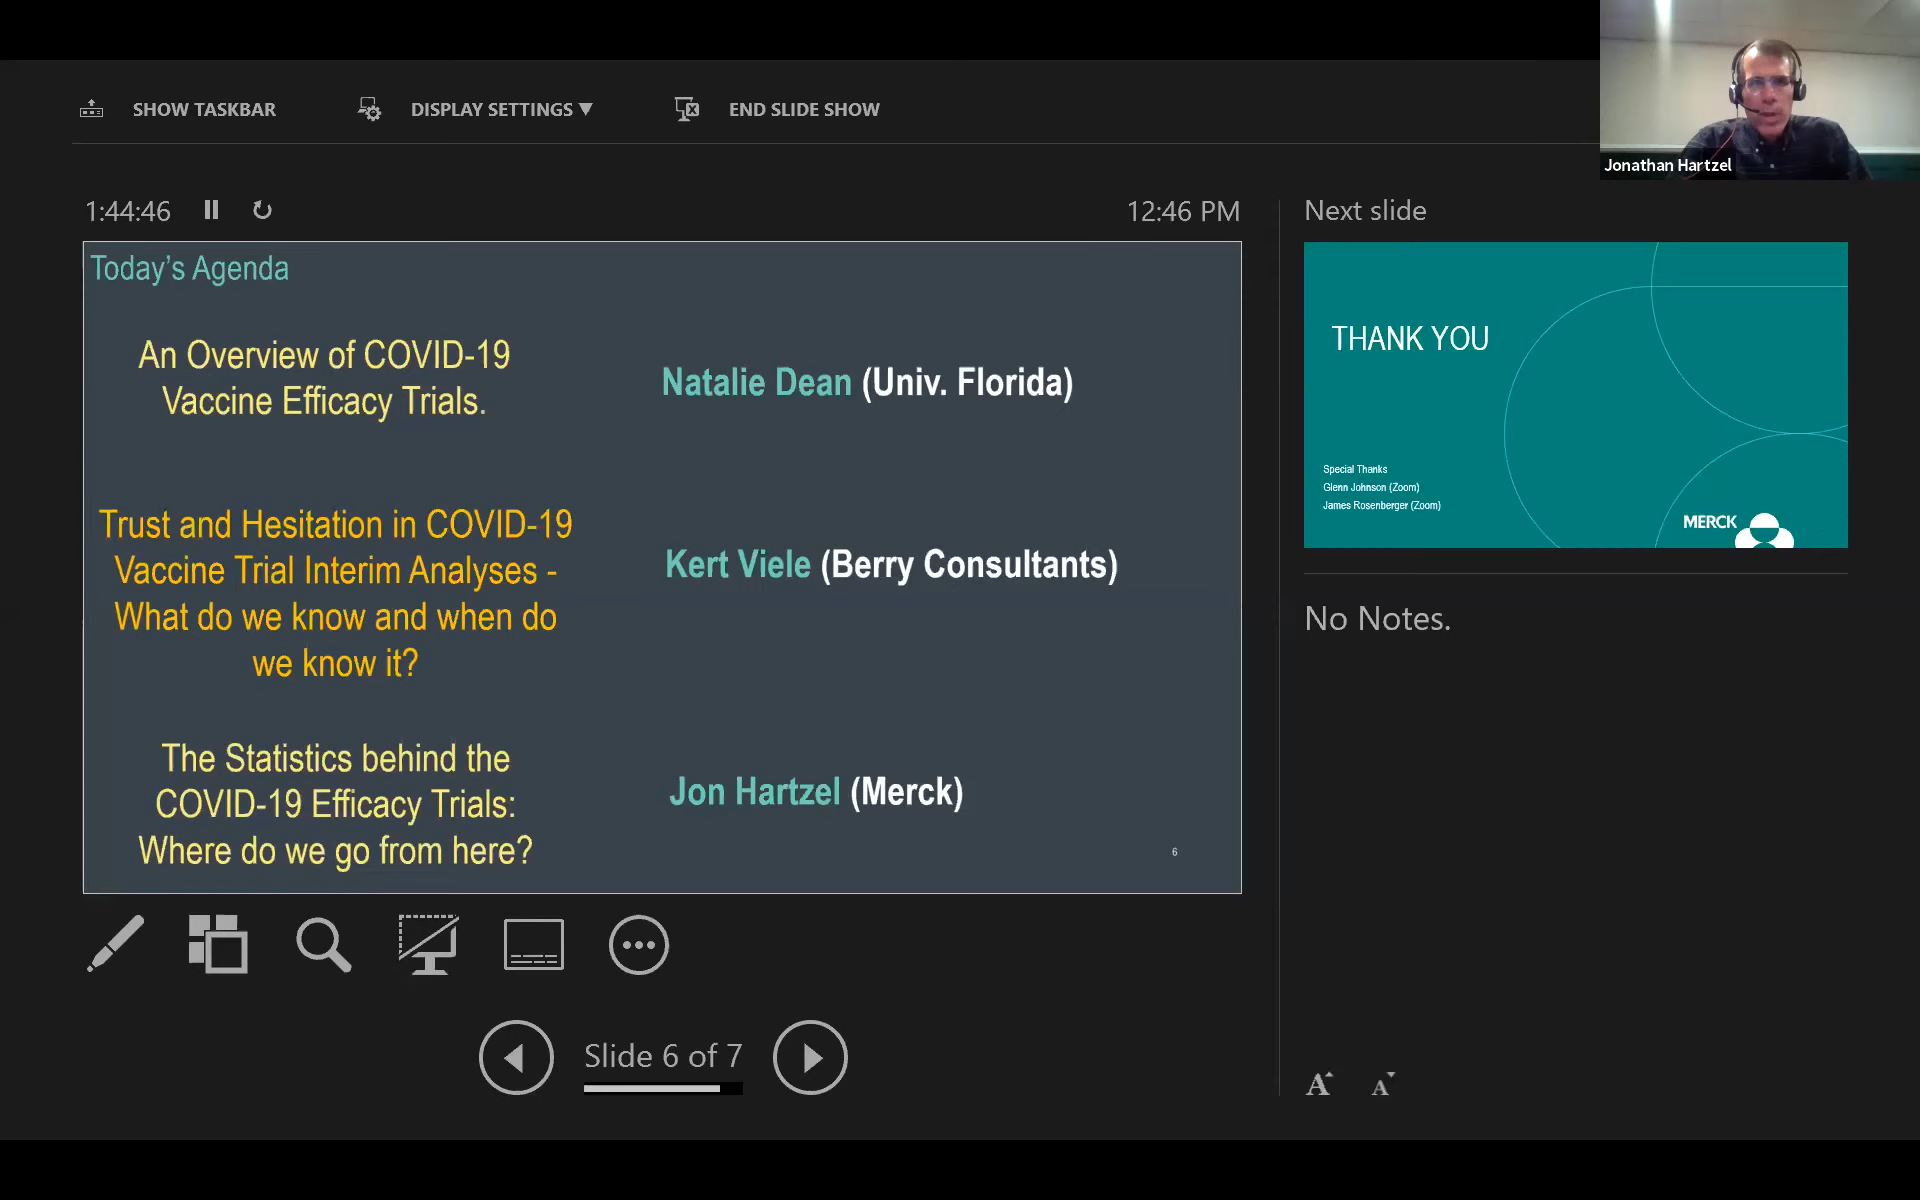 SHOW TASKBAR
DISPLAY SETTINGS ▼
END SLIDE SHOW
Jonathan Hartzel
1:44:46
12:46 PM
Next slide
Today’s Agenda
An Overview of COVID-19
Vaccine Efficacy Trials.
Natalie Dean (Univ. Florida)
Trust and Hesitation in COVID-19
Vaccine Trial Interim Analyses -
What do we know and when do
we know it?
Kert Viele (Berry Consultants)
The Statistics behind the
COVID-19 Efficacy Trials:
Where do we go from here?
Jon Hartzel (Merck)
6
THANK YOU
Special Thanks
Glenn Johnson (Zoom)
James Rosenberger (Zoom)
MERCK
No Notes.
Slide 6 of 7
A A